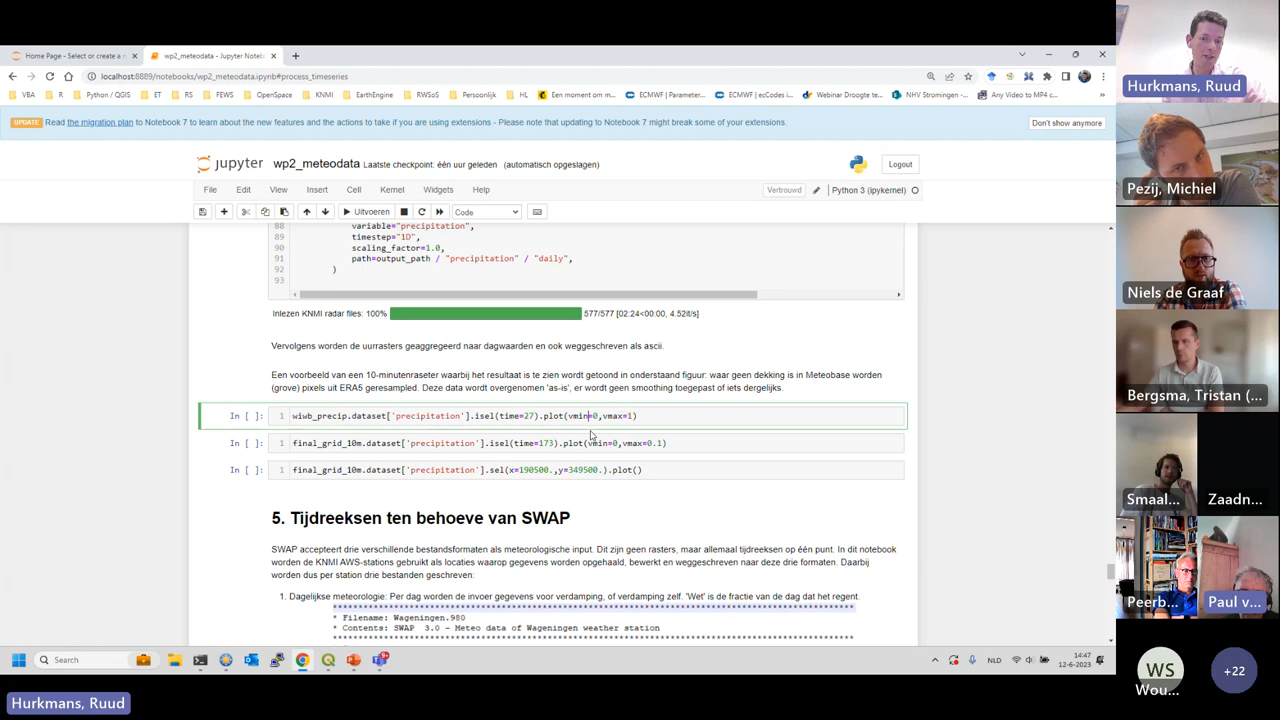 Home Page - Select or create a n
wp2_meteodata - Jupyter Noteb
localhost:8889/notebooks/wp2_meteodata.ipynb#process_timeseries
VBA R Python / QGIS ET RS FEWS OpenSpace KNMI EarthEngine RWSoS Persoonlijk HL Een moment om m... ECMWF | Parameter... ECMWF | ecCodes i... Webinar Droogte te... NHV Stromingen -... Any Video to MP4 c...
UPDATE Read the migration plan to Notebook 7 to learn about the new features and the actions to take if you are using extensions - Please note that updating to Notebook 7 might break some of your extensions.
Don't show anymore
jupyter wp2_meteodata Laatste checkpoint: één uur geleden (automatisch opgeslagen)
Logout
File Edit View Insert Cell Kernel Widgets Help
Vertrouwd Python 3 (ipykernel)
Uitvoeren Code
88 variable="precipitation",
89 timestep="1D",
90 scaling_factor=1.0,
91 path=output_path / "precipitation" / "daily",
92 )
93
Inlezen KNMI radar files: 100% 577/577 [02:24<00:00, 4.52it/s]
Vervolgens worden de uurrasters geaggregeerd naar dagwaarden en ook weggeschreven als ascii.
Een voorbeeld van een 10-minutenraseter waarbij het resultaat is te zien wordt getoond in onderstaand figuur: waar geen dekking is in Meteobase worden
(grove) pixels uit ERA5 geresampled. Deze data wordt overgenomen 'as-is', er wordt geen smoothing toegepast of iets dergelijks.
In [ ]: 1 wiwb_precip.dataset['precipitation'].isel(time=27).plot(vmin=0,vmax=1)
In [ ]: 1 final_grid_10m.dataset['precipitation'].isel(time=173).plot(vmin=0,vmax=0.1)
In [ ]: 1 final_grid_10m.dataset['precipitation'].sel(x=190500.,y=349500.).plot()
5. Tijdreeksen ten behoeve van SWAP
SWAP accepteert drie verschillende bestandsformaten als meteorologische input. Dit zijn geen rasters, maar allemaal tijdreeksen op één punt. In dit notebook
worden de KNMI AWS-stations gebruikt als locaties waarop gegevens worden opgehaald, bewerkt en weggeschreven naar deze drie formaten. Daarbij
worden dus per station drie bestanden geschreven:
1. Dagelijkse meteorologie: Per dag worden de invoer gegevens voor verdamping, of verdamping zelf. 'Wet' is de fractie van de dag dat het regent.
* Filename: Wageningen.980
* Contents: SWAP 3.0 - Meteo data of Wageningen weather station
Search
9+
NLD
14:47
12-6-2023
Hurkmans, Ruud
Hurkmans, Ruud
Pezij, Michiel
Niels de Graaf
Bergsma, Tristan (
Smaal... Zaadn...
Peerb... Paul v...
WS
Wou...
+22